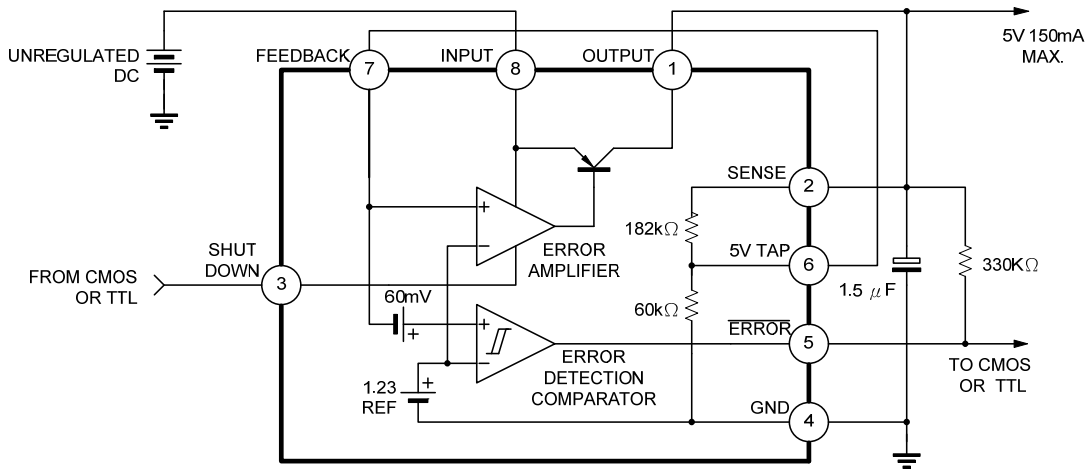 UNREGULATED
DC
FEEDBACK
7
INPUT
8
OUTPUT
1
5V 150mA
MAX.
SENSE
2
182kΩ
+
−
ERROR
AMPLIFIER
5V TAP
6
SHUT
DOWN
3
FROM CMOS
OR TTL
60mV
+
60kΩ
1.5 μF
330KΩ
+
−
ERROR
5
ERROR
DETECTION
COMPARATOR
TO CMOS
OR TTL
1.23
REF
+
GND
4